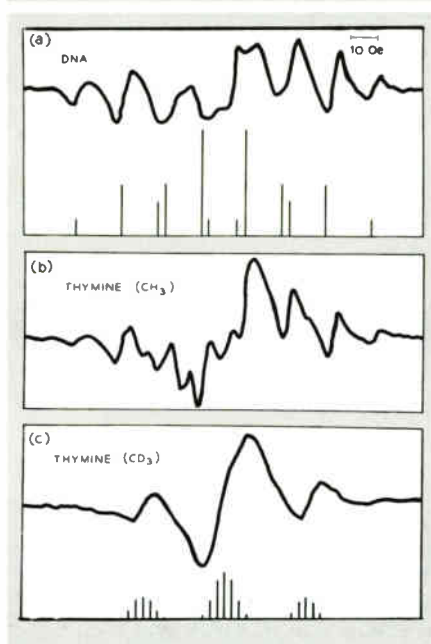 (a)
DNA
10 Oe
(b)
THYMINE (CH₃)
(c)
THYMINE (CD₃)